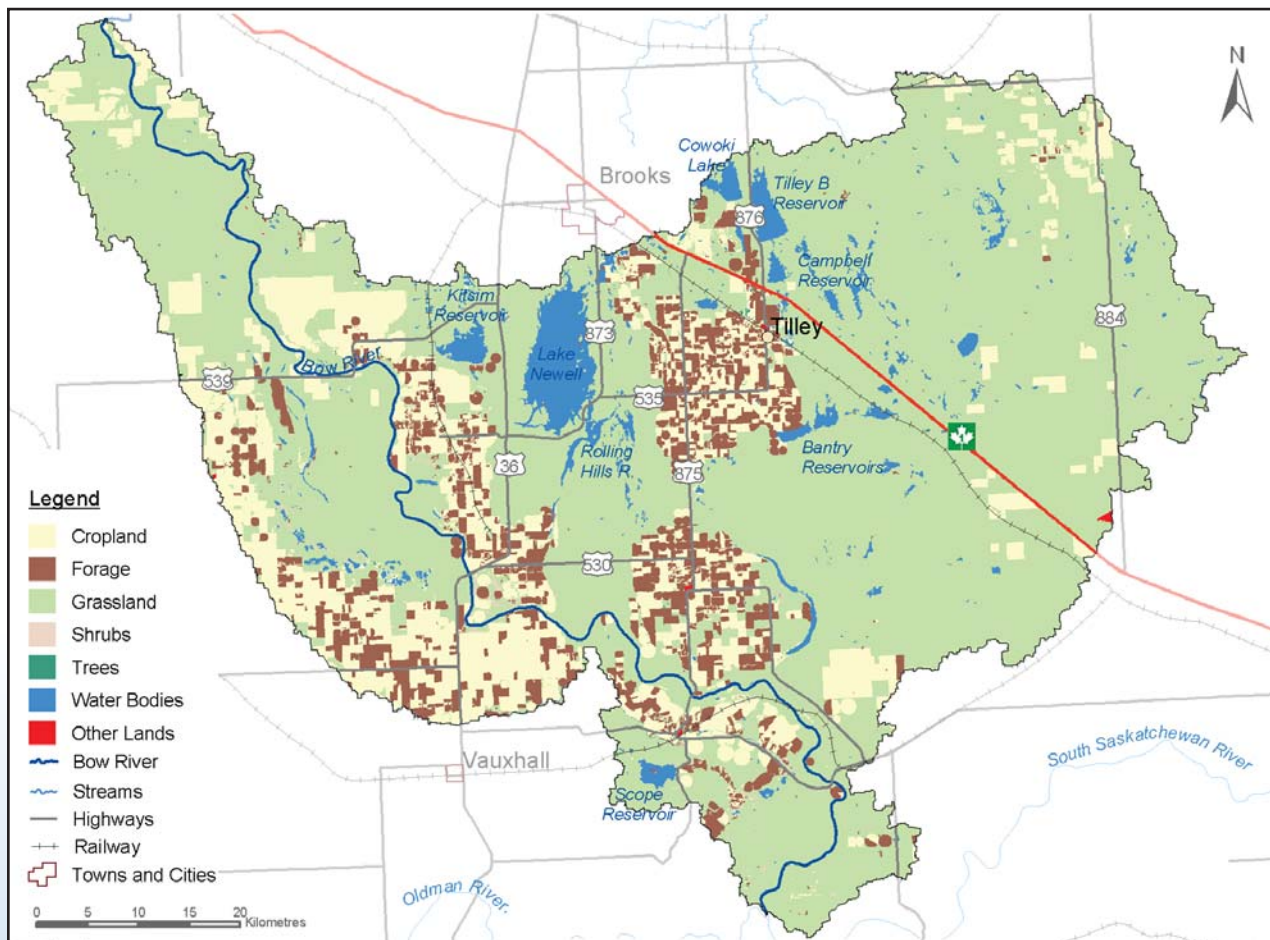 N
Cowoki
Lake
Brooks
Tilley B
Reservoir
876
Campbell
Reservoir
Kitsim
Reservoir
Tilley
873
884
Lake
Newell
Bow River
539
535
1
Rolling
Hills R
Bantry
Reservoirs
36
875
Legend
Cropland
Forage
530
Grassland
Shrubs
Trees
Water Bodies
Other Lands
Bow River
South Saskatchewan River
Vauxhall
Streams
Scope
Reservoir
Highways
Railway
Towns and Cities
Oldman River.
0 5 10 20
Kilometres